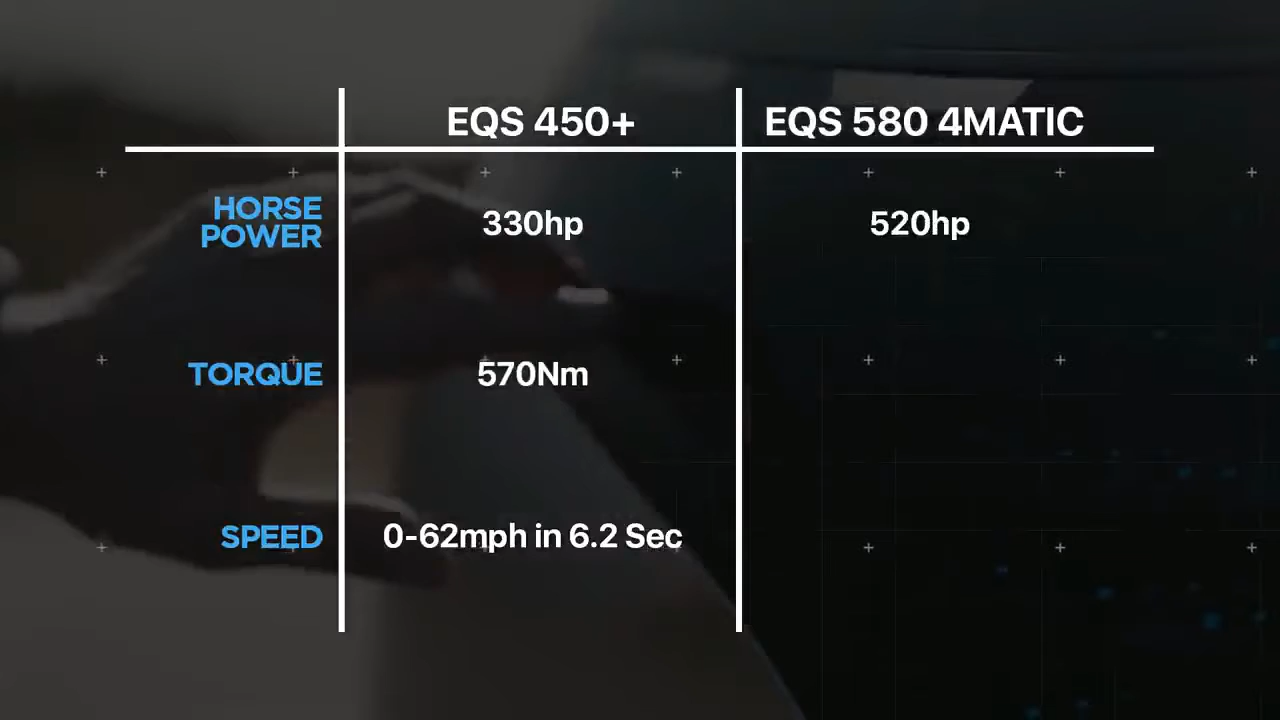 EQS 450+
EQS 580 4MATIC
HORSE
POWER
330hp
520hp
TORQUE
570Nm
SPEED
0-62mph in 6.2 Sec